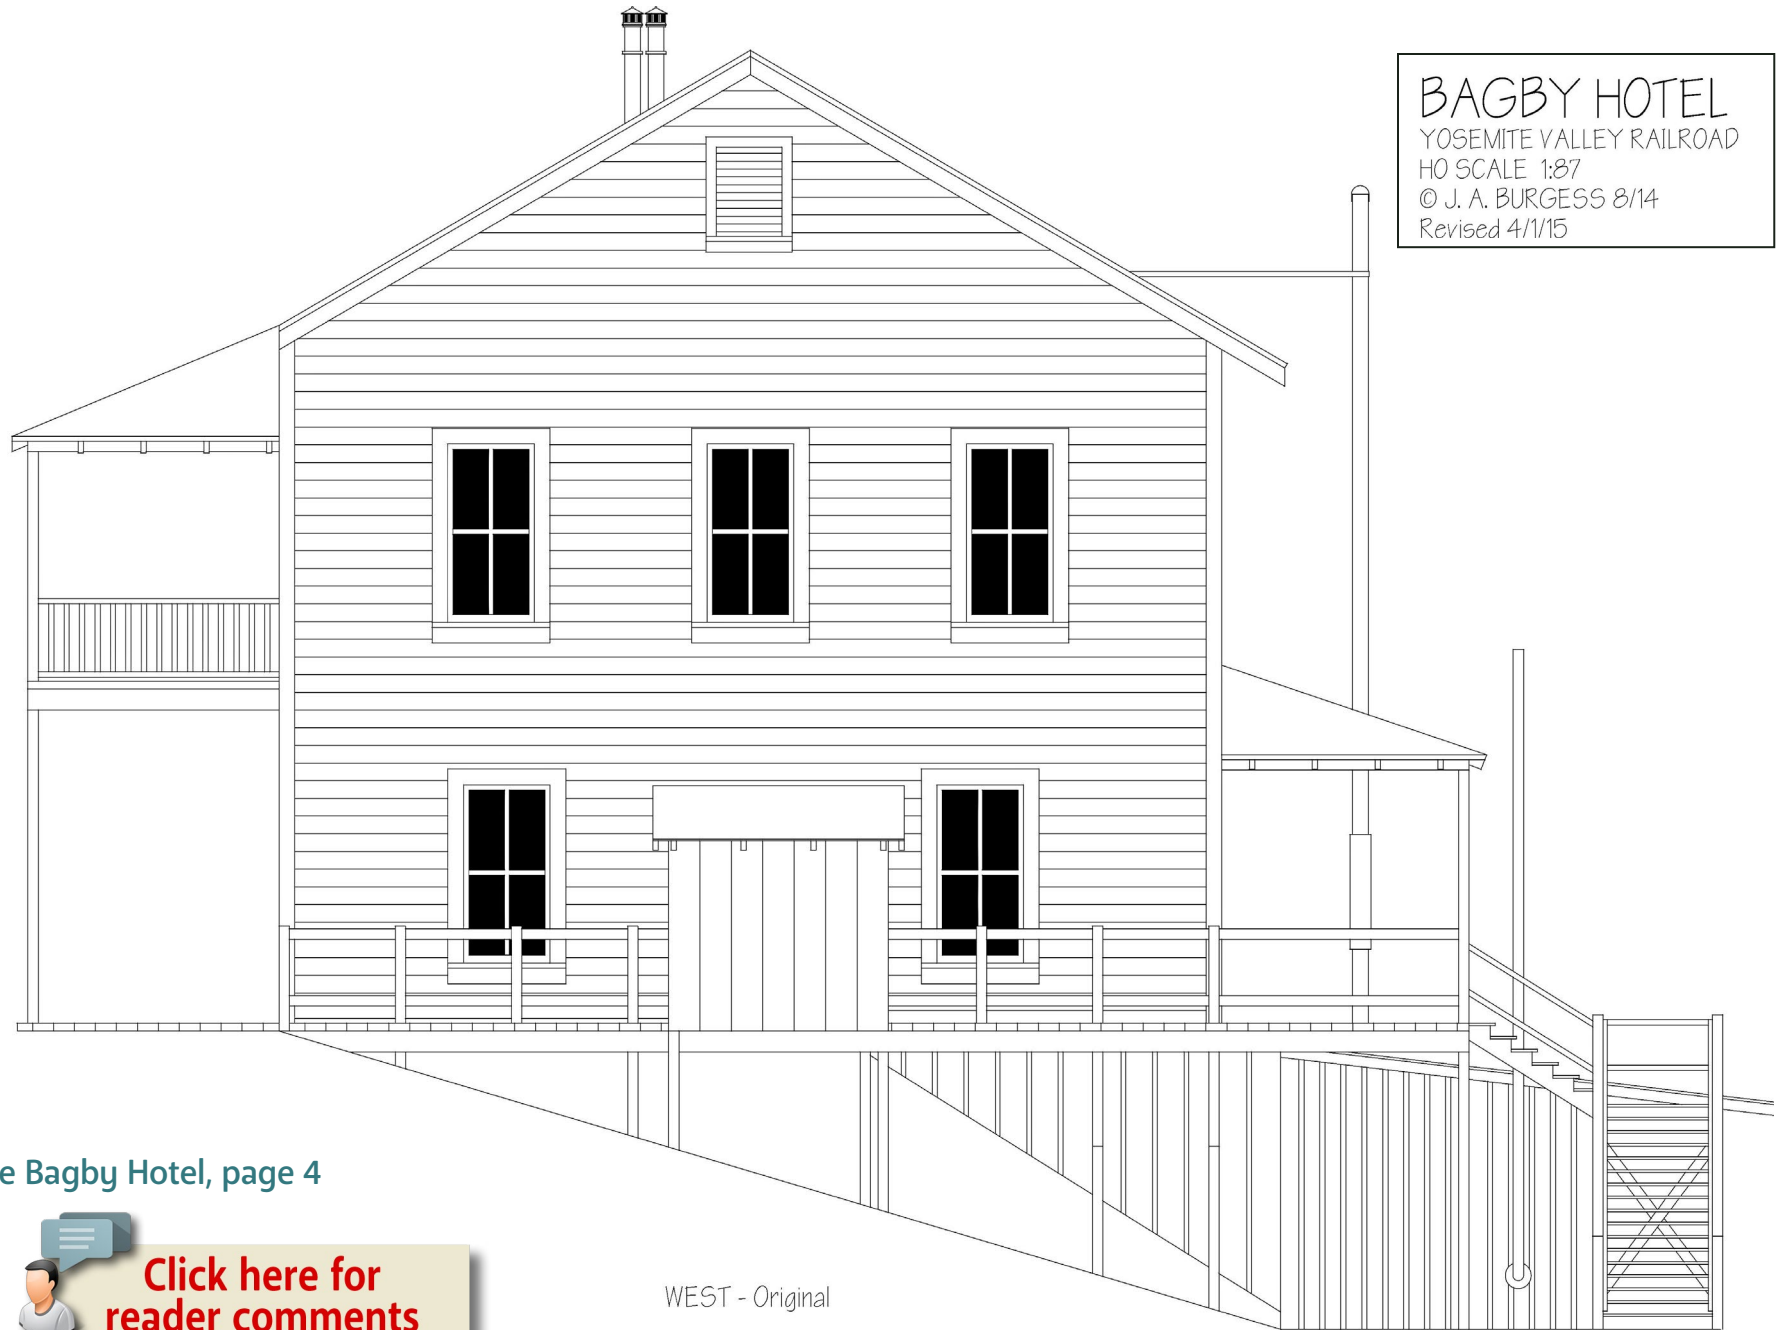 BAGBY HOTEL
YOSEMITE VALLEY RAILROAD
HO SCALE 1:87
© J. A. BURGESS 8/14
Revised 4/1/15
e Bagby Hotel, page 4
Click here for
reader comments
WEST - Original